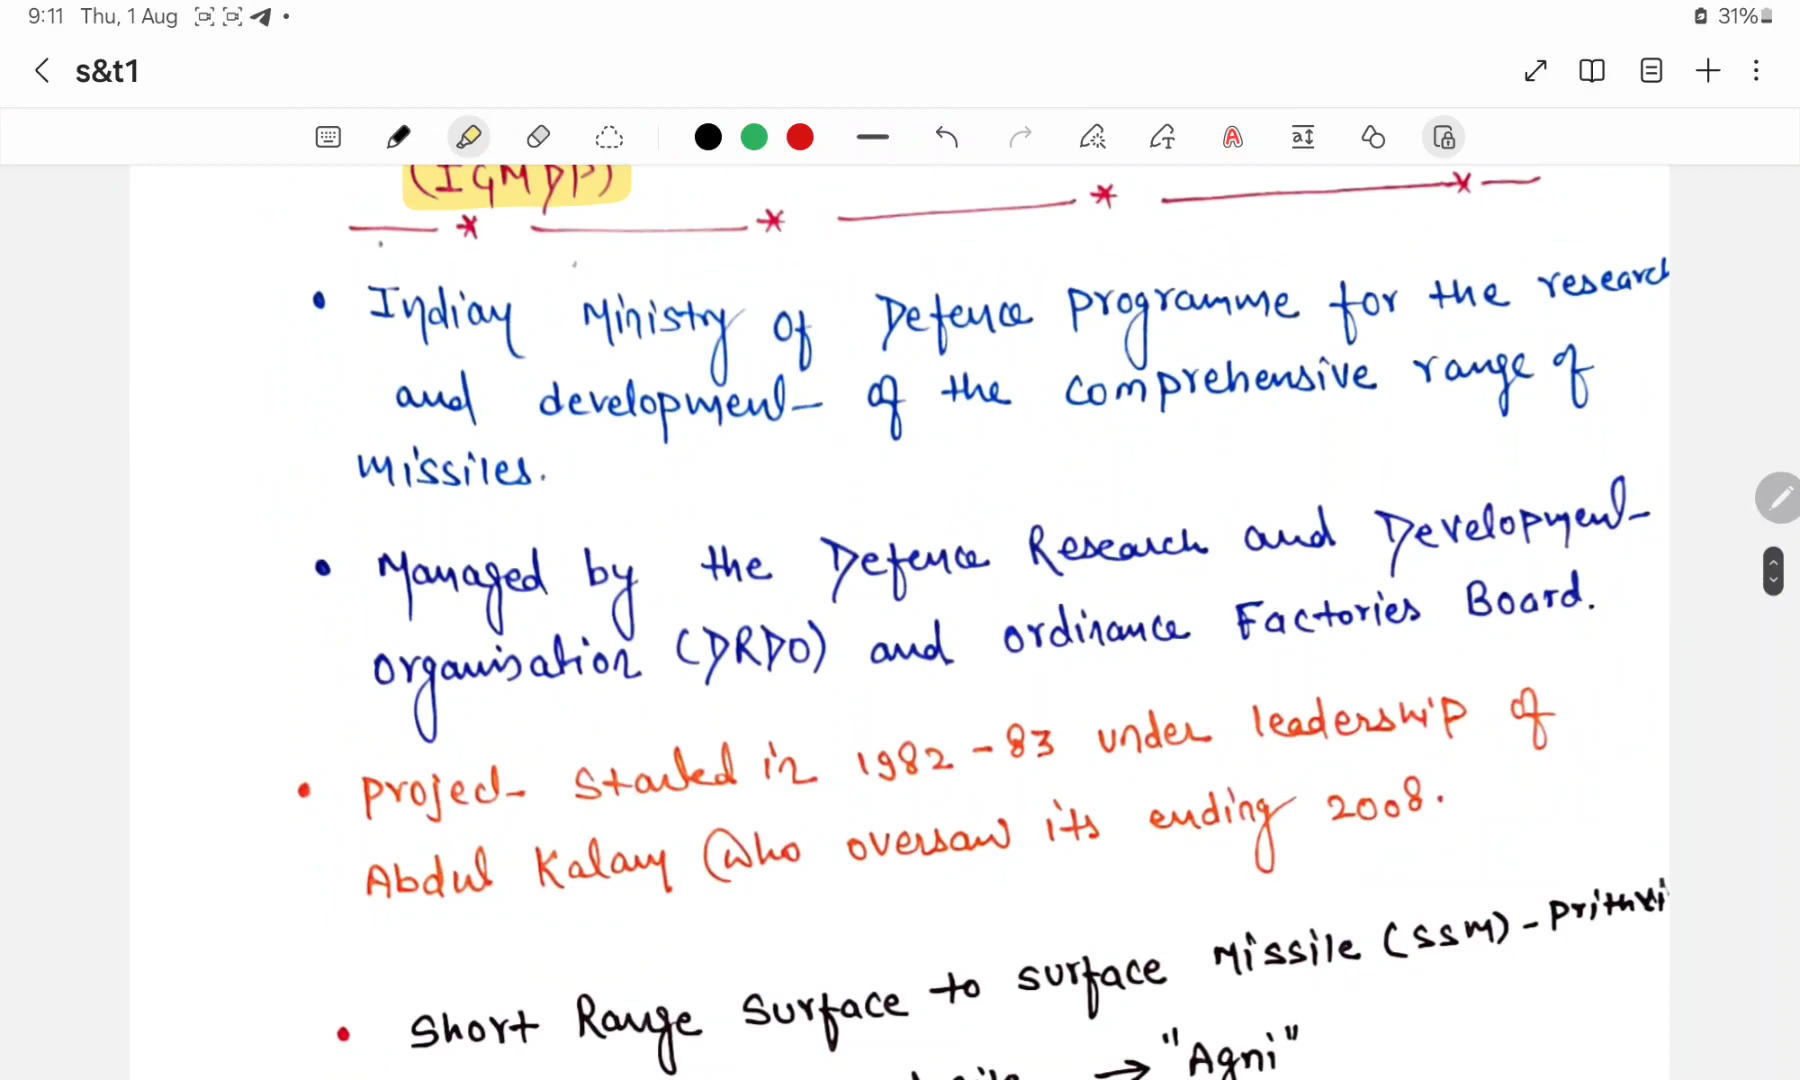 9:11 Thu, 1 Aug
31%
s&t1
(IGMDP)
• Indian Ministry of Defence programme for the research
and development of the comprehensive range of
missiles.
• Managed by the Defence Research and Development
organisation (DRDO) and ordinance Factories Board.
• Project started in 1982-83 under leadership of
Abdul Kalam (who oversaw its ending 2008.
• Short Range Surface to surface Missile (SSM) - Prithvi
→ "Agni"